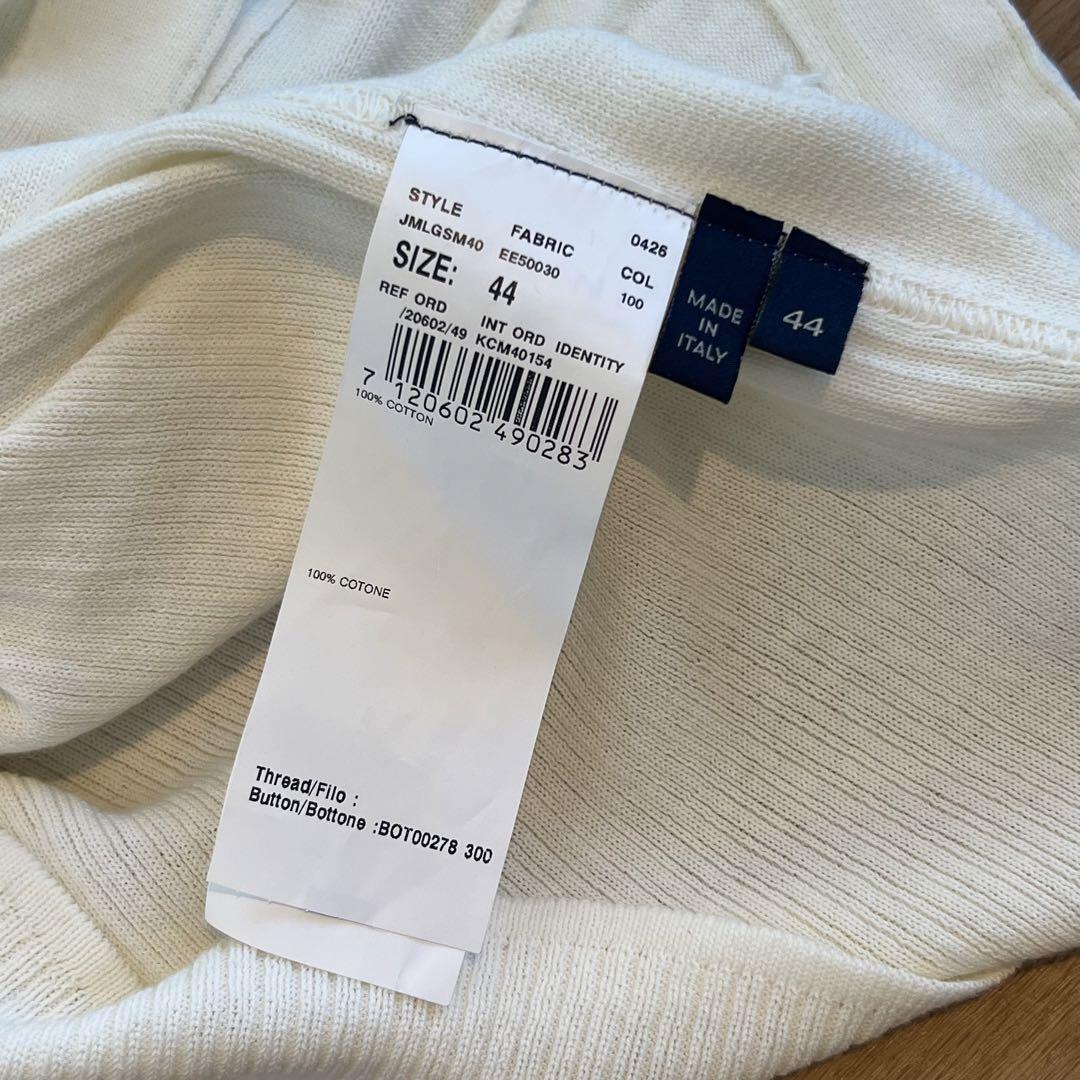 STYLE FABRIC 0426
JMLGSM40 EE50030 COL
SIZE: 44 100
REF ORD INT ORD IDENTITY
/20602/49 KCM40154
7 120602 490283
100% COTTON
100% COTONE
Thread/Filo :
Button/Bottone :BOT00278 300
MADE
IN
ITALY
44